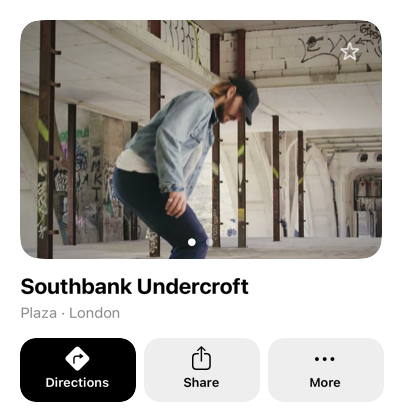 Southbank Undercroft
Plaza · London
Directions
Share
More